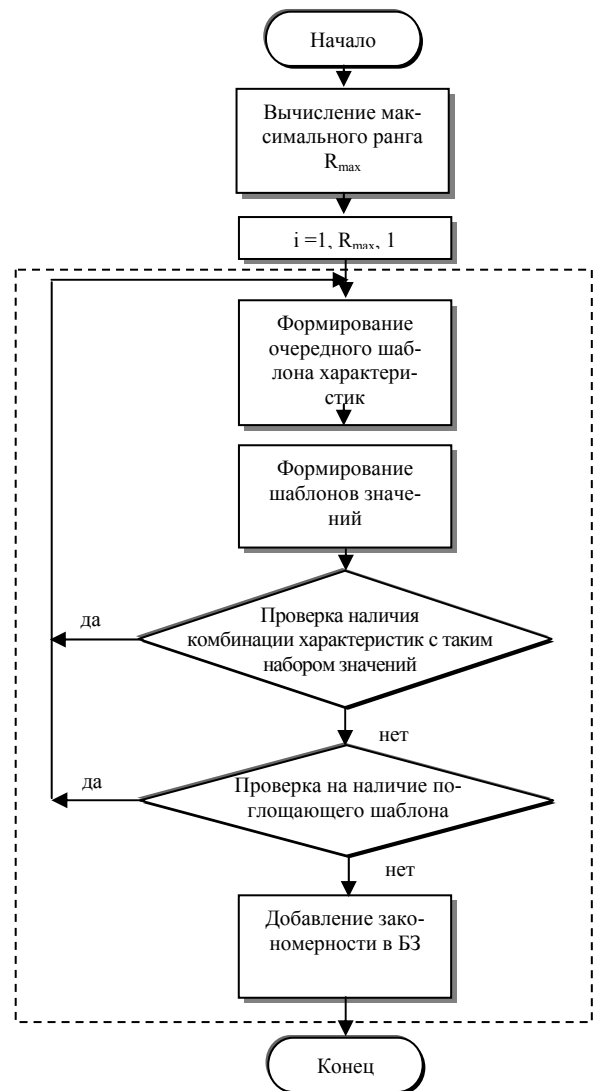 Начало
Вычисление мак-
симального ранга
Rmax
i =1, Rmax, 1
Формирование
очередного шаб-
лона характери-
стик
Формирование
шаблонов значе-
ний
да
Проверка наличия
комбинации характеристик с таким
набором значений
нет
да
Проверка на наличие по-
глощающего шаблона
нет
Добавление зако-
номерности в БЗ
Конец